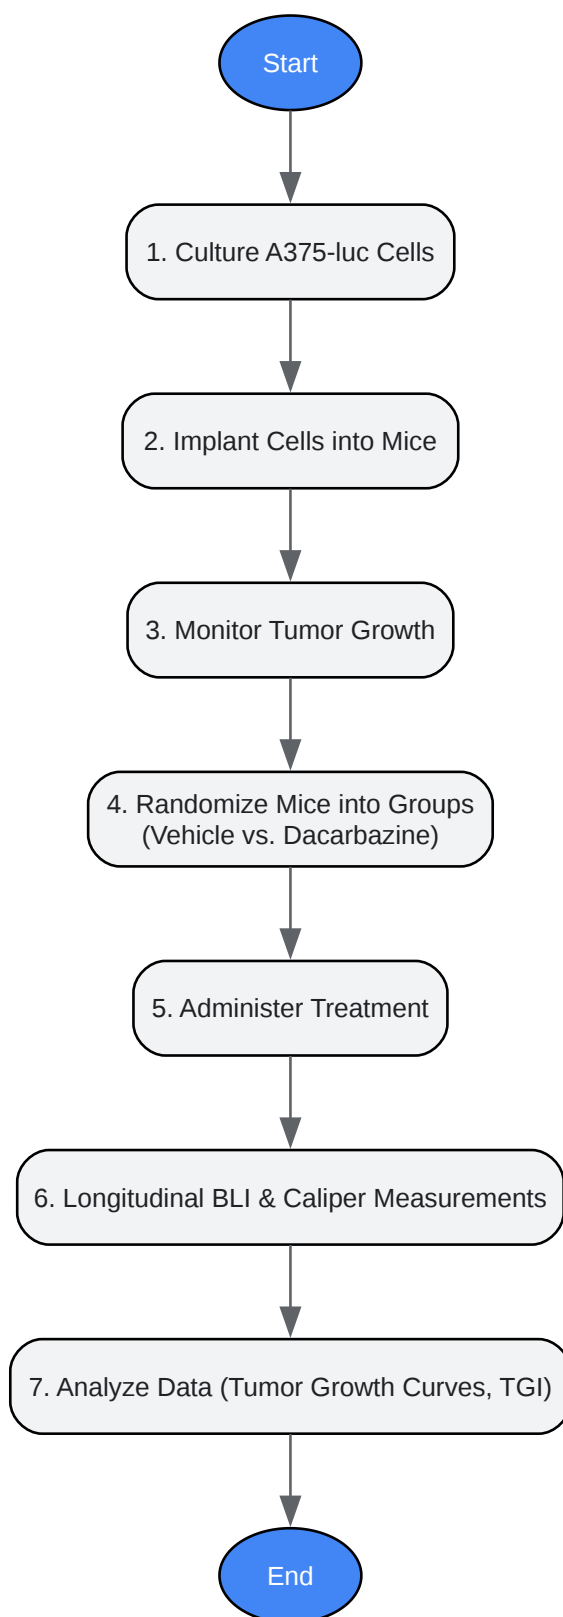 Start
1. Culture A375-luc Cells
2. Implant Cells into Mice
3. Monitor Tumor Growth
4. Randomize Mice into Groups
(Vehicle vs. Dacarbazine)
5. Administer Treatment
6. Longitudinal BLI & Caliper Measurements
7. Analyze Data (Tumor Growth Curves, TGI)
End